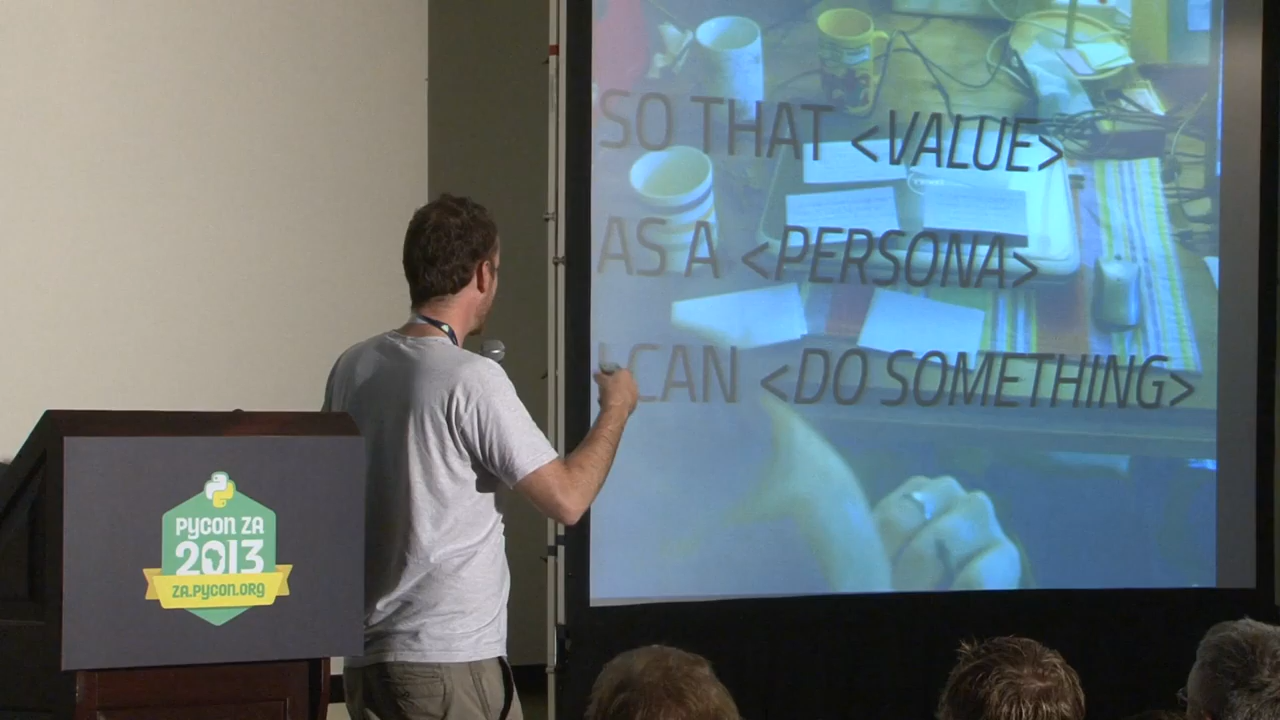 SO THAT <VALUE>
AS A <PERSONA>
I CAN <DO SOMETHING>
PYCON ZA
2013
ZA.PYCON.ORG